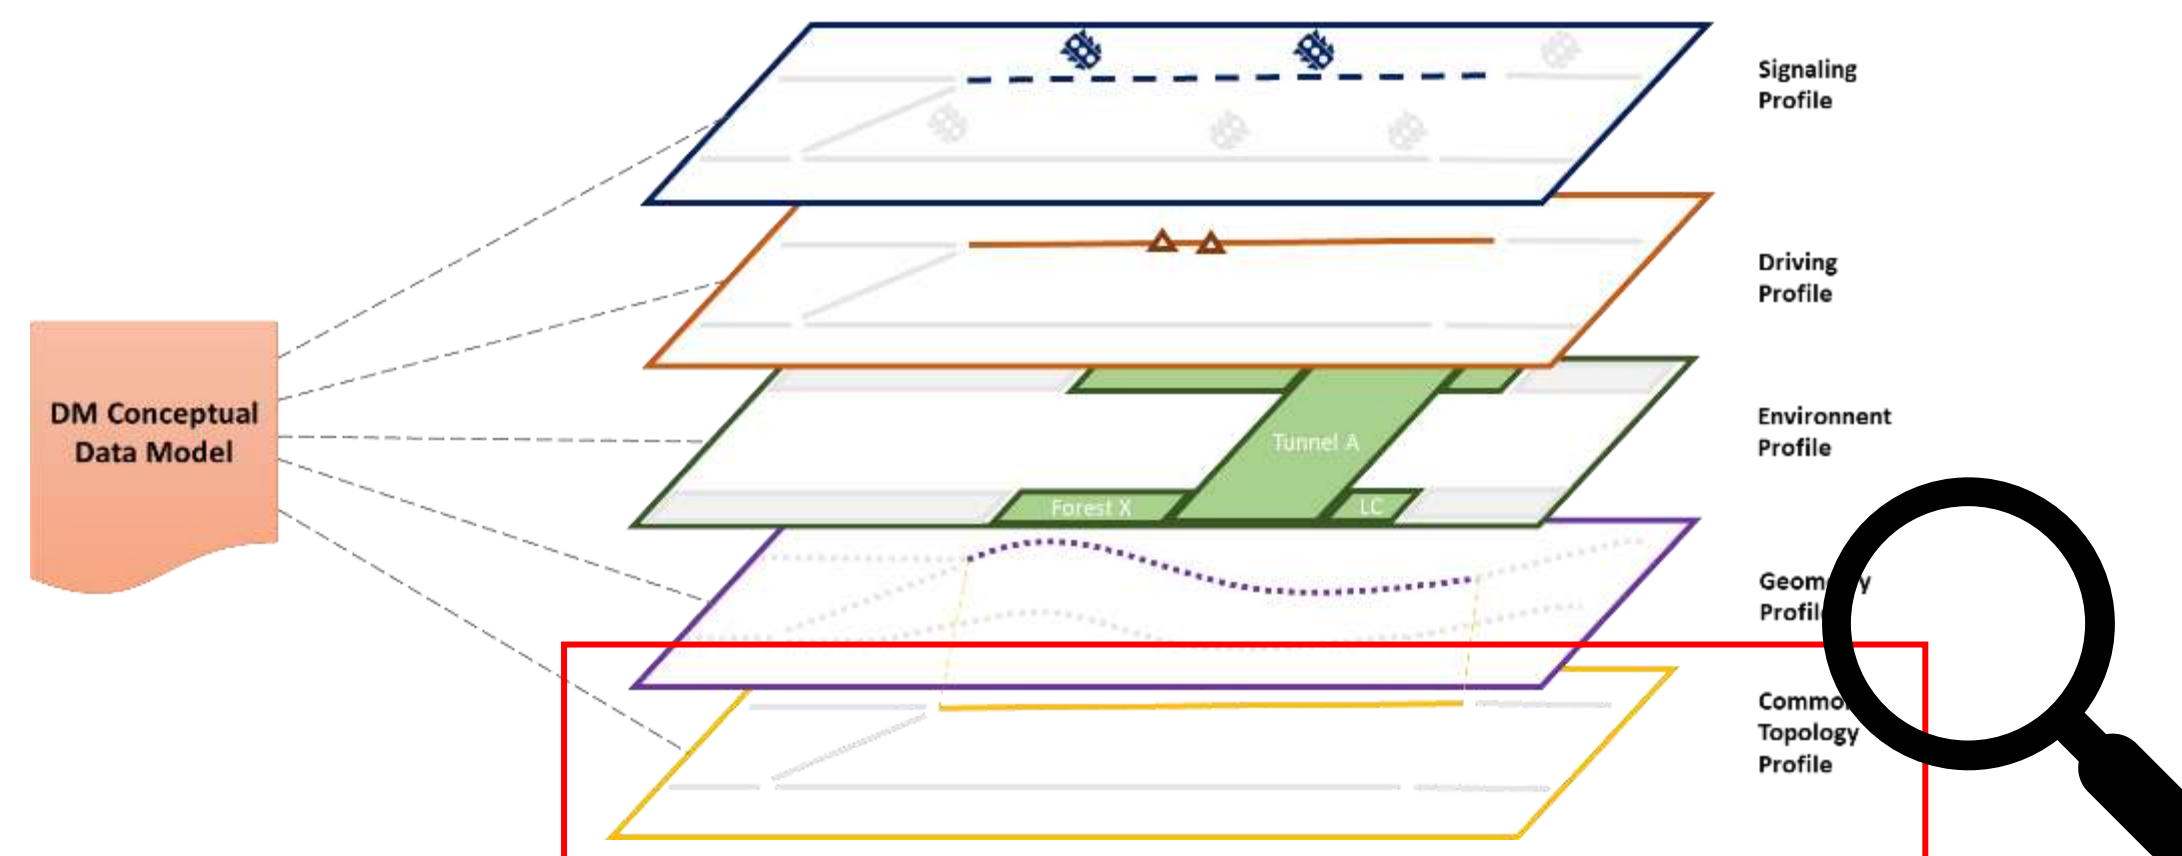 Signaling
Profile
Driving
Profile
DM Conceptual
Data Model
Environment
Profile
Tunnel A
Forest X
LC
Profile
Topology
Profile